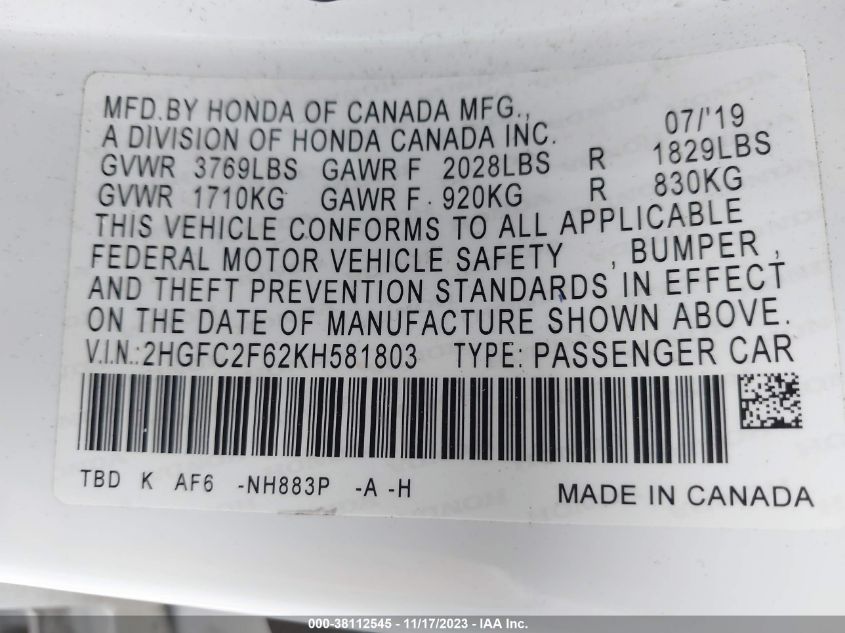 MFD.BY HONDA OF CANADA MFG.,
A DIVISION OF HONDA CANADA INC. 07/'19
GVWR 3769LBS GAWR F 2028LBS R 1829LBS
GVWR 1710KG GAWR F 920KG R 830KG
THIS VEHICLE CONFORMS TO ALL APPLICABLE
FEDERAL MOTOR VEHICLE SAFETY , BUMPER ,
AND THEFT PREVENTION STANDARDS IN EFFECT
ON THE DATE OF MANUFACTURE SHOWN ABOVE.
V.I.N.:2HGFC2F62KH581803 TYPE: PASSENGER CAR
TBD K AF6 -NH883P -A -H MADE IN CANADA
000-38112545 - 11/17/2023 - IAA Inc.